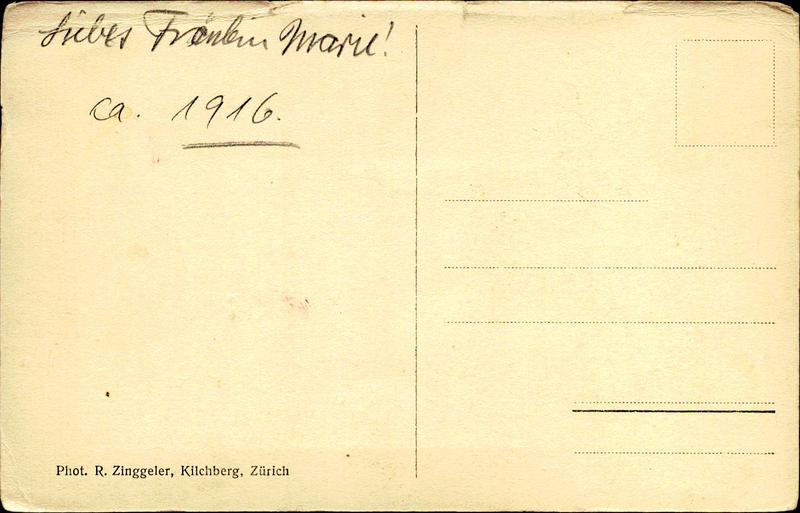 Liebes Fräulein Marie!
ca. 1916.
Phot. R. Zinggeler, Kilchberg, Zürich